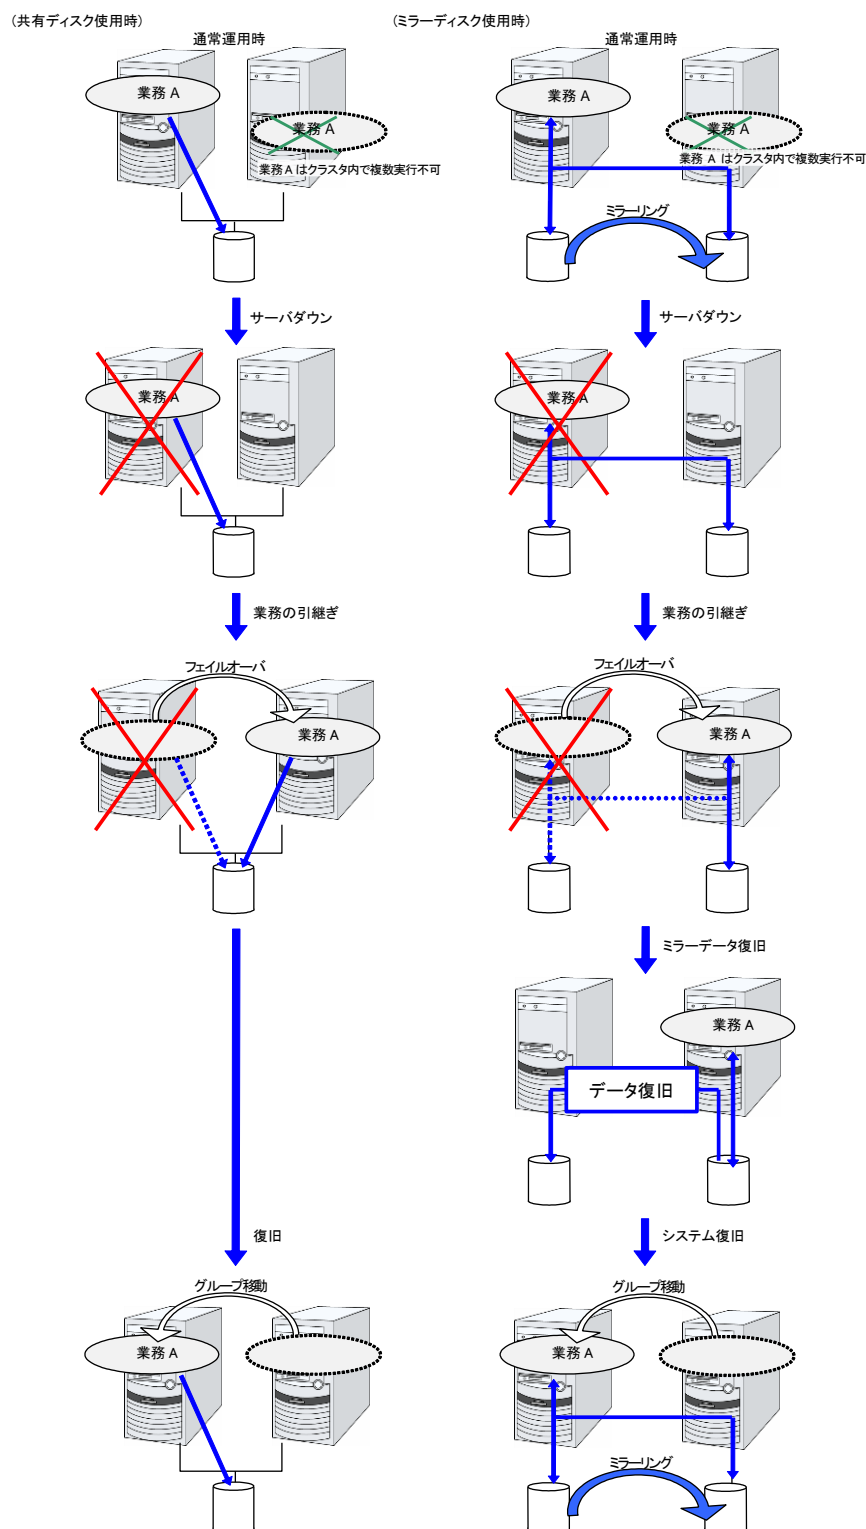 (共有ディスク使用時)
通常運用時
業務 A
業務 A
業務 A はクラスタ内で複数実行不可
サーバダウン
業務 A
業務の引継ぎ
フェイルオーバ
業務 A
復旧
グループ移動
業務 A
(ミラーディスク使用時)
通常運用時
業務 A
業務 A
業務 A はクラスタ内で複数実行不可
ミラーリング
サーバダウン
業務 A
業務の引継ぎ
フェイルオーバ
業務 A
ミラーデータ復旧
業務 A
データ復旧
システム復旧
グループ移動
業務 A
ミラーリング